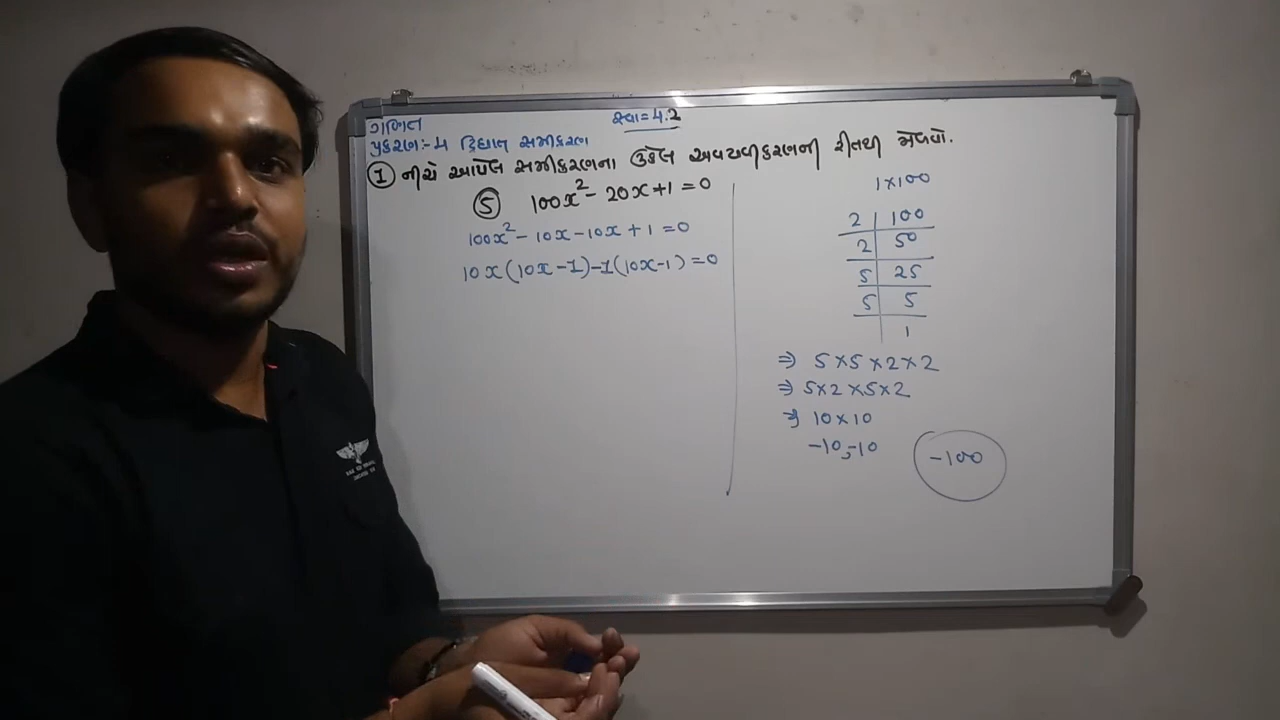 ગણિત
સ્વા=4.2
પ્રકરણ:-4 દ્વિઘાત સમીકરણ
① નીચે આપેલ સમીકરણના ઉકેલ અવયવીકરણની રીતથી મેળવો.
⑤ 100x² - 20x + 1 = 0
100x² - 10x - 10x + 1 = 0
10x(10x - 1) - 1(10x - 1) = 0
1 x 100
2 | 100
2 | 50
5 | 25
5 | 5
| 1
⇒ 5 x 5 x 2 x 2
⇒ 5 x 2 x 5 x 2
⇒ 10 x 10
-10, -10
-100